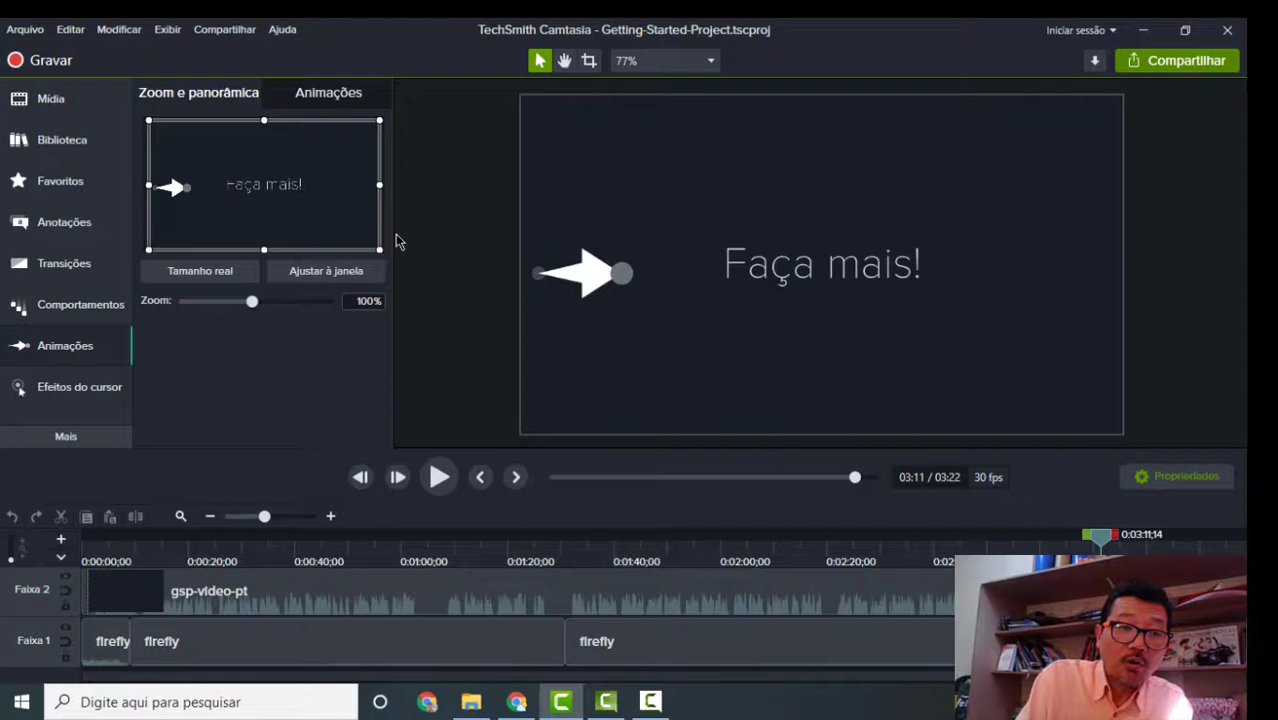 Arquivo Editar Modificar Exibir Compartilhar Ajuda
TechSmith Camtasia - Getting-Started-Project.tscproj
Iniciar sessão
Gravar
77%
Compartilhar
Mídia
Biblioteca
Favoritos
Anotações
Transições
Comportamentos
Animações
Efeitos do cursor
Mais
Zoom e panorâmica Animações
Faça mais!
Tamanho real Ajustar à janela
Zoom: 100%
Faça mais!
03:11 / 03:22 30 fps
Propriedades
0:03:11;14
0:00:00;00 0:00:20;00 0:00:40;00 0:01:00;00 0:01:20;00 0:01:40;00 0:02:00;00 0:02:20;00
Faixa 2 gsp-video-pt
Faixa 1 firefly firefly firefly
Digite aqui para pesquisar